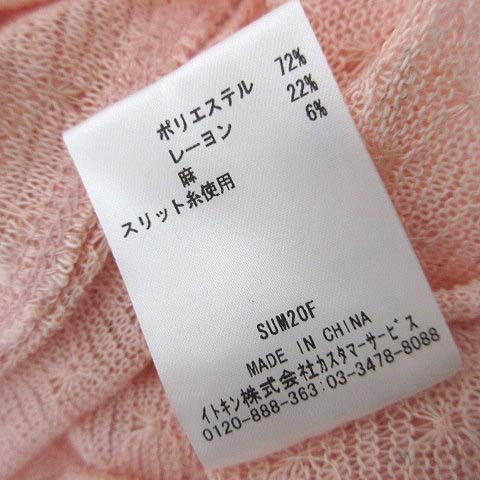 ポリエステル 72%
レーヨン 22%
麻 6%
スリット糸使用
SUM20F
MADE IN CHINA
イトキン株式会社カスタマーサービス
0120-888-363:03-3478-8088